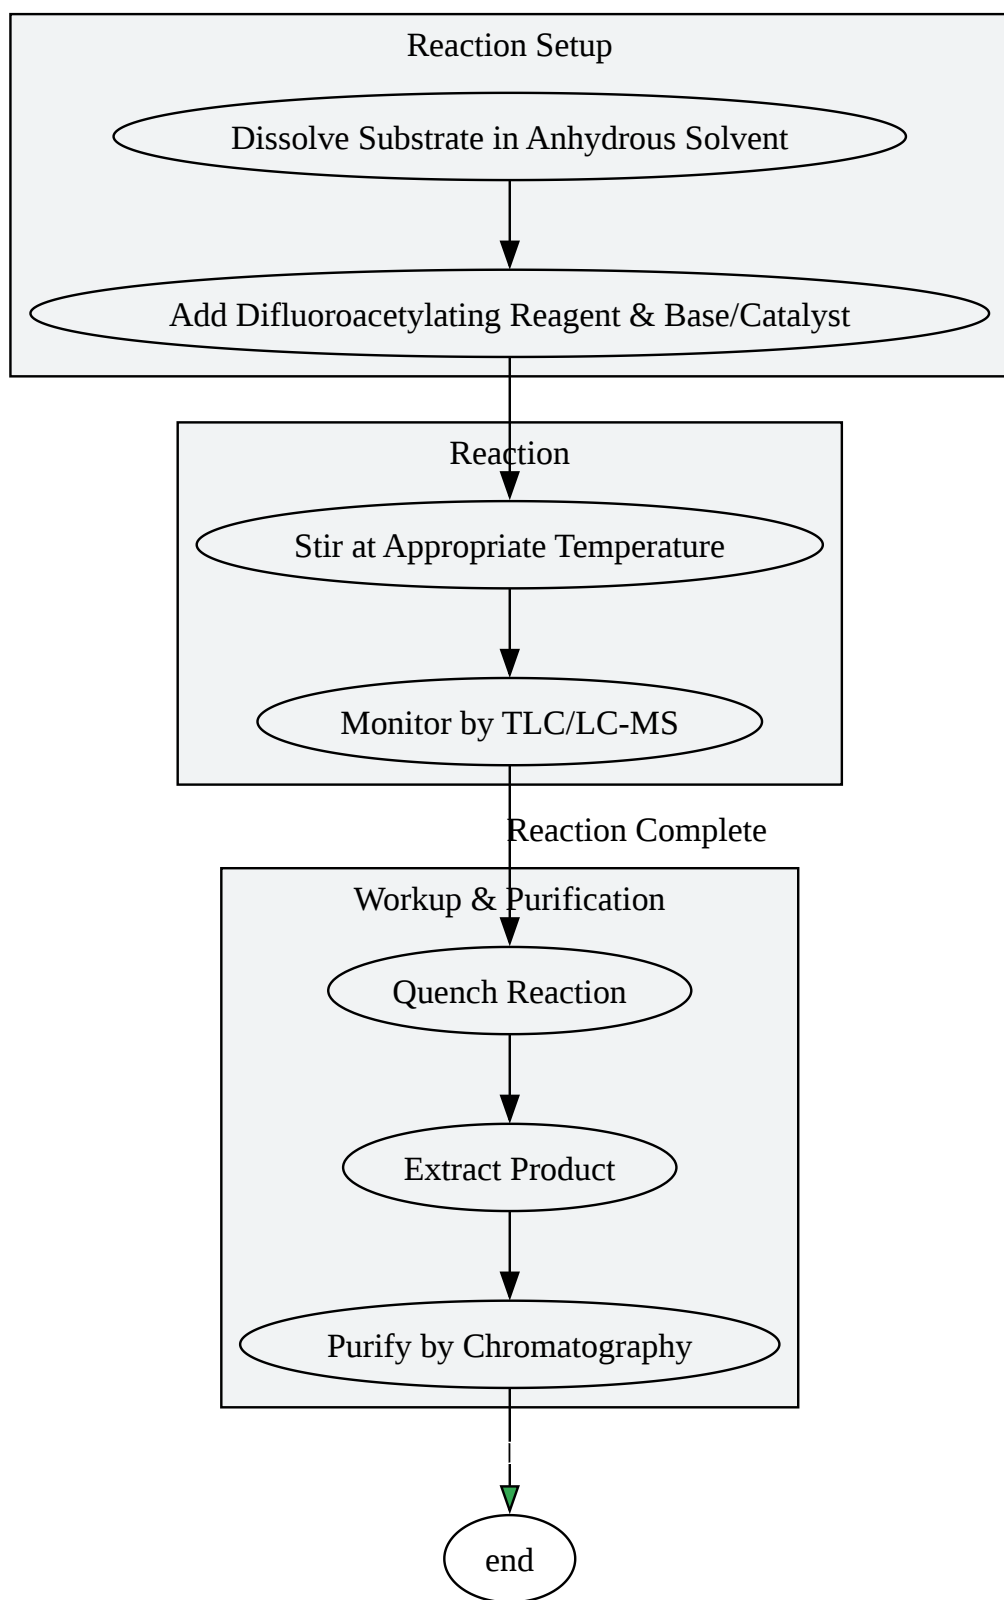 Reaction Setup
Dissolve Substrate in Anhydrous Solvent
Add Difluoroacetylating Reagent & Base/Catalyst
Reaction
Stir at Appropriate Temperature
Monitor by TLC/LC-MS
Reaction Complete
Workup & Purification
Quench Reaction
Extract Product
Purify by Chromatography
end